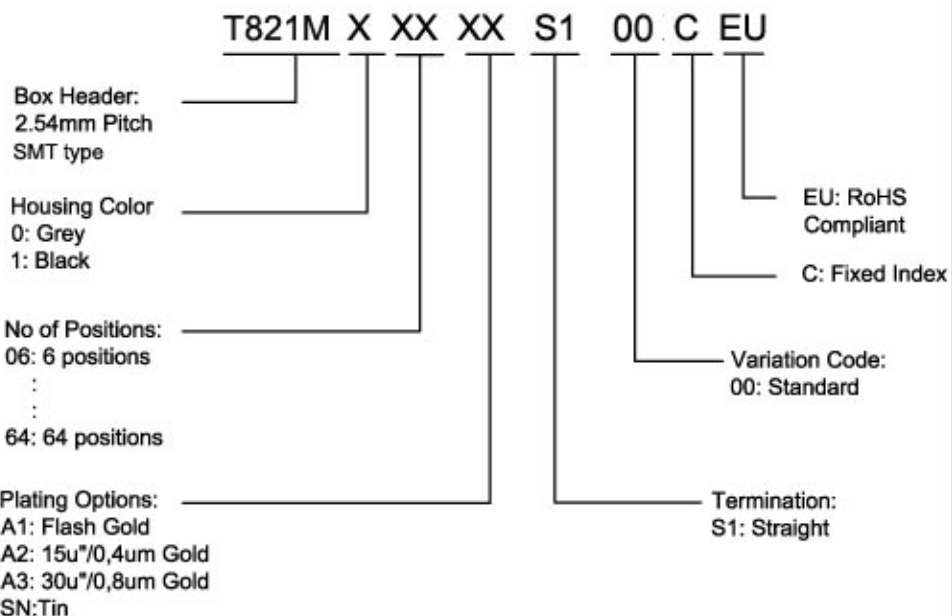 T821M X XX XX S1 00 C EU
Box Header:
2.54mm Pitch
SMT type
Housing Color
0: Grey
1: Black
No of Positions:
06: 6 positions
:
:
64: 64 positions
Plating Options:
A1: Flash Gold
A2: 15u"/0,4um Gold
A3: 30u"/0,8um Gold
SN:Tin
EU: RoHS
Compliant
C: Fixed Index
Variation Code:
00: Standard
Termination:
S1: Straight